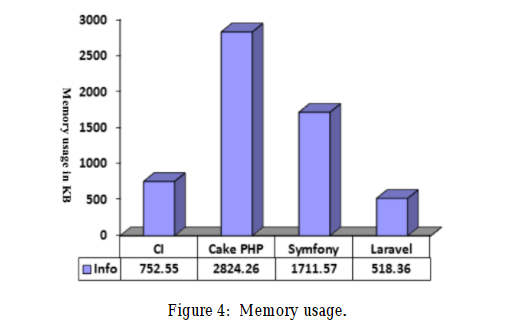 3000
2500
2000
1500
1000
500
0
Memory usage in KB
CI Cake PHP Symfony Laravel
Info 752.55 2824.26 1711.57 518.36
Figure 4: Memory usage.